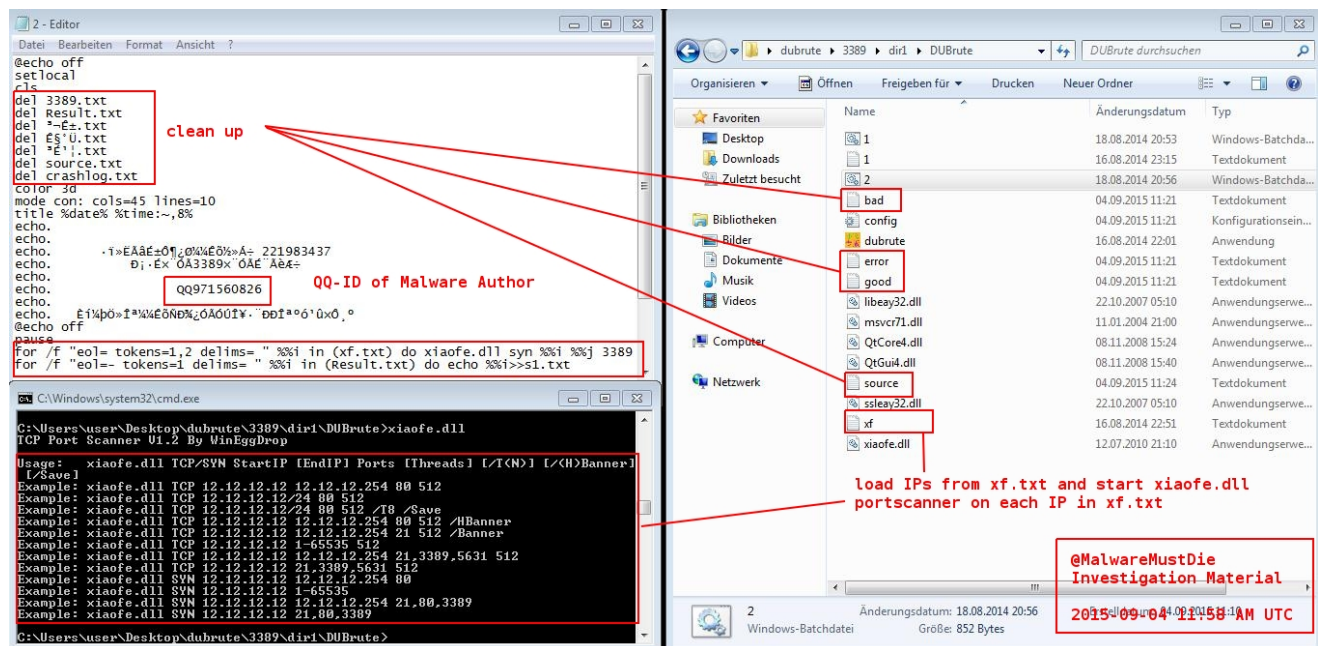 2 - Editor
Datei Bearbeiten Format Ansicht ?
@echo off
setlocal
cls
del 3389.txt
del Result.txt
del ª¬Ê±.txt
del ʧ°Ü.txt
del ³É¹¦.txt
del source.txt
del crashlog.txt
color 3d
mode con: cols=45 lines=10
title %date% %time:~,8%
echo.
echo.
echo. 221983437
echo.
echo.
echo. QQ971560826
echo.
echo.
@echo off
pause
for /f "eol= tokens=1,2 delims= " %%i in (xf.txt) do xiaofe.dll syn %%i %%j 3389
for /f "eol=- tokens=1 delims= " %%i in (Result.txt) do echo %%i>>s1.txt
clean up
QQ-ID of Malware Author
C:\Windows\system32\cmd.exe
C:\Users\user\Desktop\dubrute\3389\dir1\DUBrute>xiaofe.dll
TCP Port Scanner V1.2 By WinEggDrop
Usage: xiaofe.dll TCP/SYN StartIP [EndIP] Ports [Threads] [/T(N)] [/(H)Banner]
[/Save]
Example: xiaofe.dll TCP 12.12.12.12 12.12.12.254 80 512
Example: xiaofe.dll TCP 12.12.12.12/24 80 512
Example: xiaofe.dll TCP 12.12.12.12/24 80 512 /T8 /Save
Example: xiaofe.dll TCP 12.12.12.12 12.12.12.254 80 512 /HBanner
Example: xiaofe.dll TCP 12.12.12.12 12.12.12.254 21 512 /Banner
Example: xiaofe.dll TCP 12.12.12.12 1-65535 512
Example: xiaofe.dll TCP 12.12.12.12 12.12.12.254 21,3389,5631 512
Example: xiaofe.dll TCP 12.12.12.12 21,3389,5631 512
Example: xiaofe.dll SYN 12.12.12.12 12.12.12.254 80
Example: xiaofe.dll SYN 12.12.12.12 1-65535
Example: xiaofe.dll SYN 12.12.12.12 12.12.12.254 21,80,3389
Example: xiaofe.dll SYN 12.12.12.12 21,80,3389
C:\Users\user\Desktop\dubrute\3389\dir1\DUBrute>
dubrute 3389 dir1 DUBrute
DUBrute durchsuchen
Organisieren Öffnen Freigeben für Drucken Neuer Ordner
Favoriten
Desktop
Downloads
Zuletzt besucht
Bibliotheken
Bilder
Dokumente
Musik
Videos
Computer
Netzwerk
Name Änderungsdatum Typ
1 18.08.2014 20:53 Windows-Batchda...
1 16.08.2014 23:15 Textdokument
2 18.08.2014 20:56 Windows-Batchda...
bad 04.09.2015 11:21 Textdokument
config 04.09.2015 11:21 Konfigurationsein...
dubrute 16.08.2014 22:01 Anwendung
error 04.09.2015 11:21 Textdokument
good 04.09.2015 11:21 Textdokument
libeay32.dll 22.10.2007 05:10 Anwendungserwe...
msvcr71.dll 11.01.2004 21:00 Anwendungserwe...
QtCore4.dll 08.11.2008 15:24 Anwendungserwe...
QtGui4.dll 08.11.2008 15:40 Anwendungserwe...
source 04.09.2015 11:24 Textdokument
ssleay32.dll 22.10.2007 05:10 Anwendungserwe...
xf 16.08.2014 22:51 Textdokument
xiaofe.dll 12.07.2010 21:10 Anwendungserwe...
load IPs from xf.txt and start xiaofe.dll
portscanner on each IP in xf.txt
@MalwareMustDie
Investigation Material
2015-09-04 11:58 AM UTC
2 Änderungsdatum: 18.08.2014 20:56
Windows-Batchdatei Größe: 852 Bytes